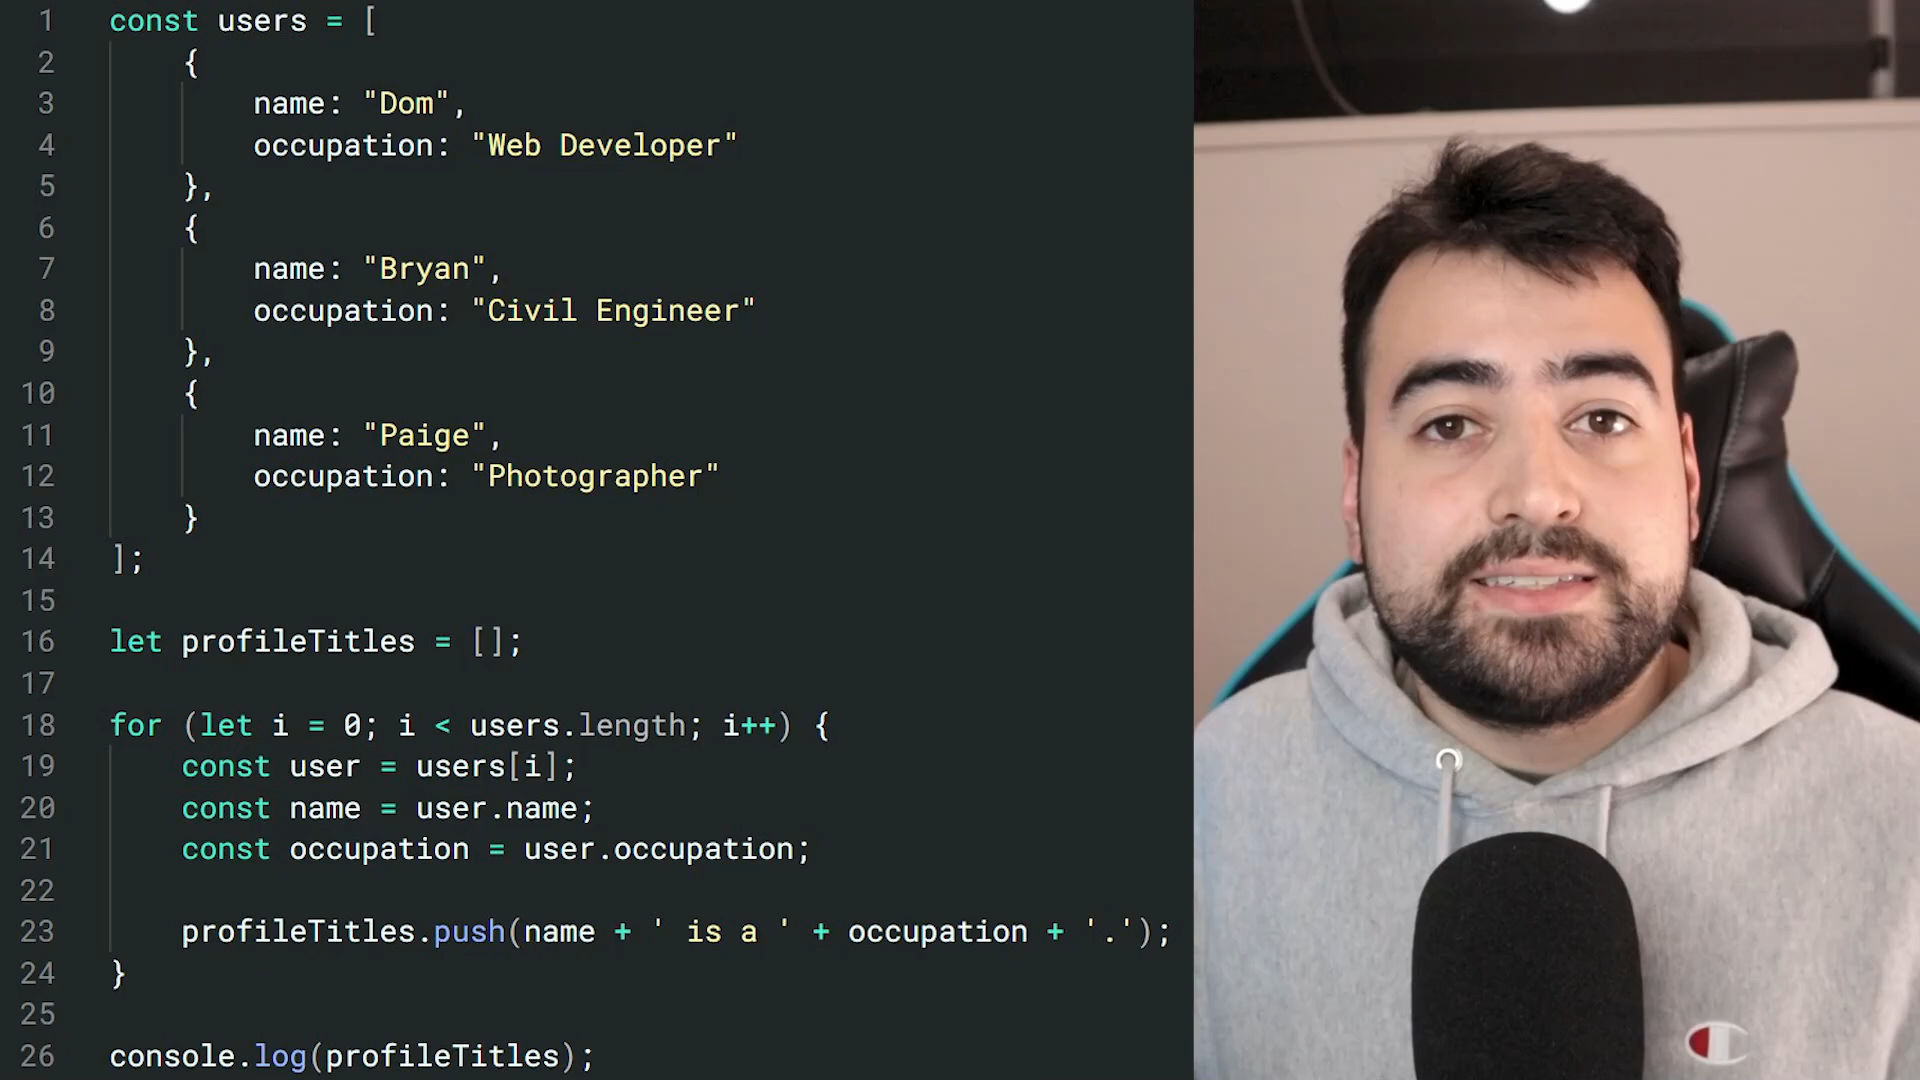 1 const users = [
2 {
3 name: "Dom",
4 occupation: "Web Developer"
5 },
6 {
7 name: "Bryan",
8 occupation: "Civil Engineer"
9 },
10 {
11 name: "Paige",
12 occupation: "Photographer"
13 }
14 ];
15
16 let profileTitles = [];
17
18 for (let i = 0; i < users.length; i++) {
19 const user = users[i];
20 const name = user.name;
21 const occupation = user.occupation;
22
23 profileTitles.push(name + ' is a ' + occupation + '.');
24 }
25
26 console.log(profileTitles);